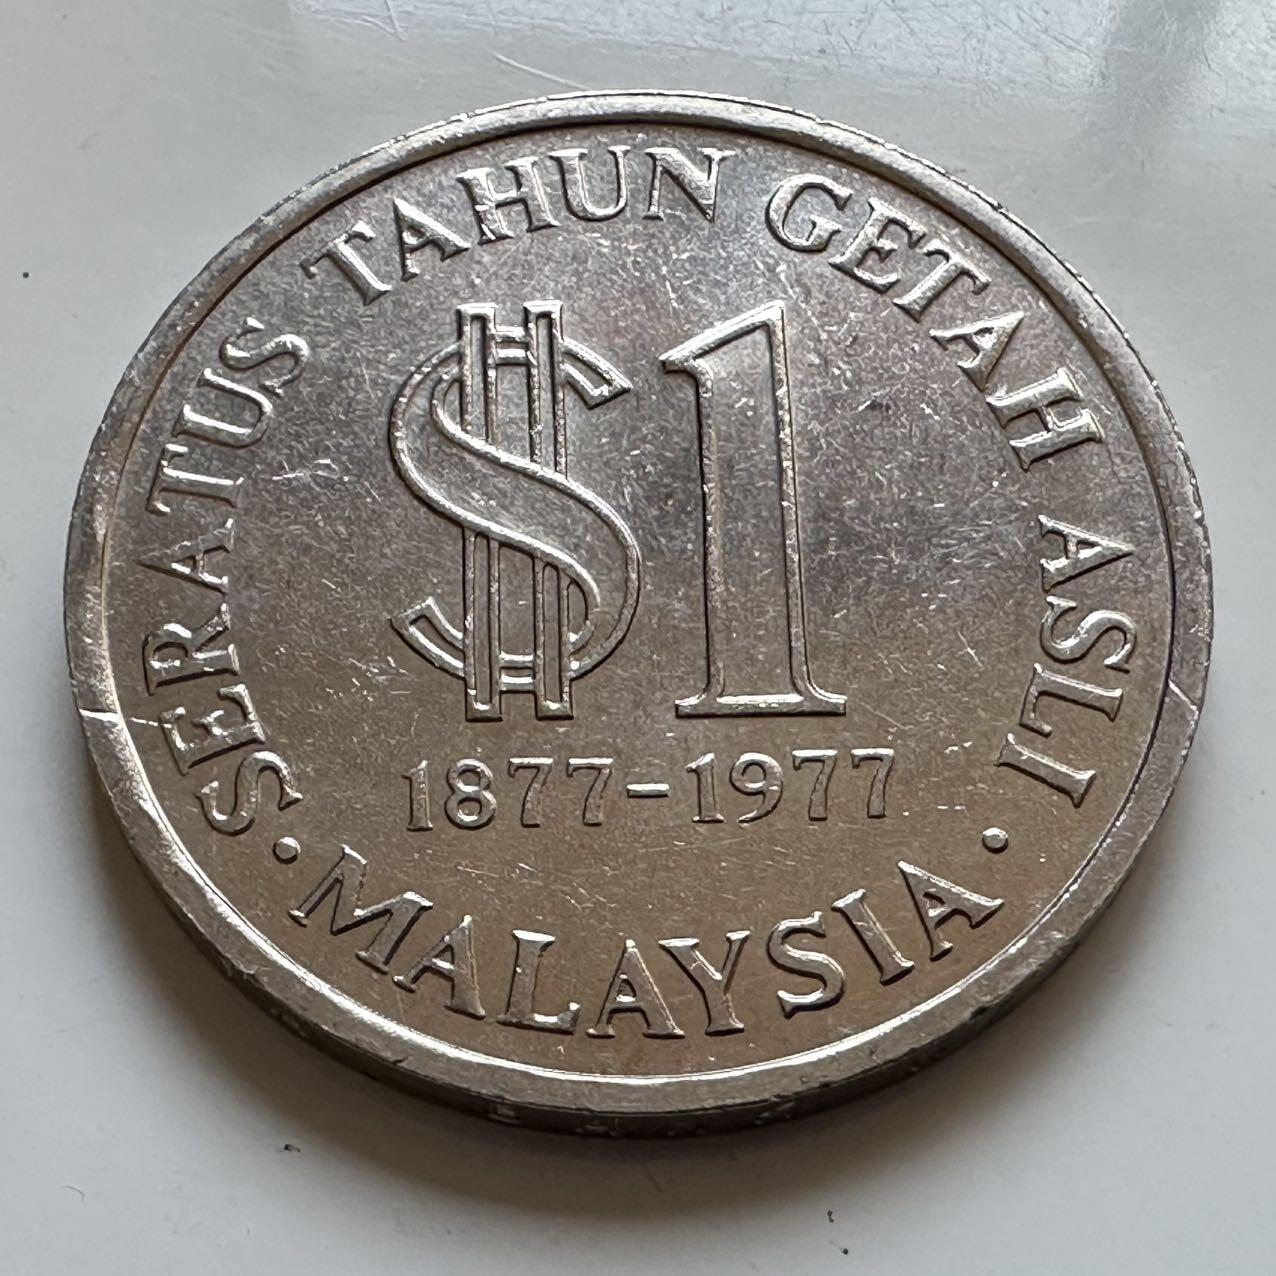 SERATUS TAHUN GETAH ASLI
$1
1877-1977
· MALAYSIA ·